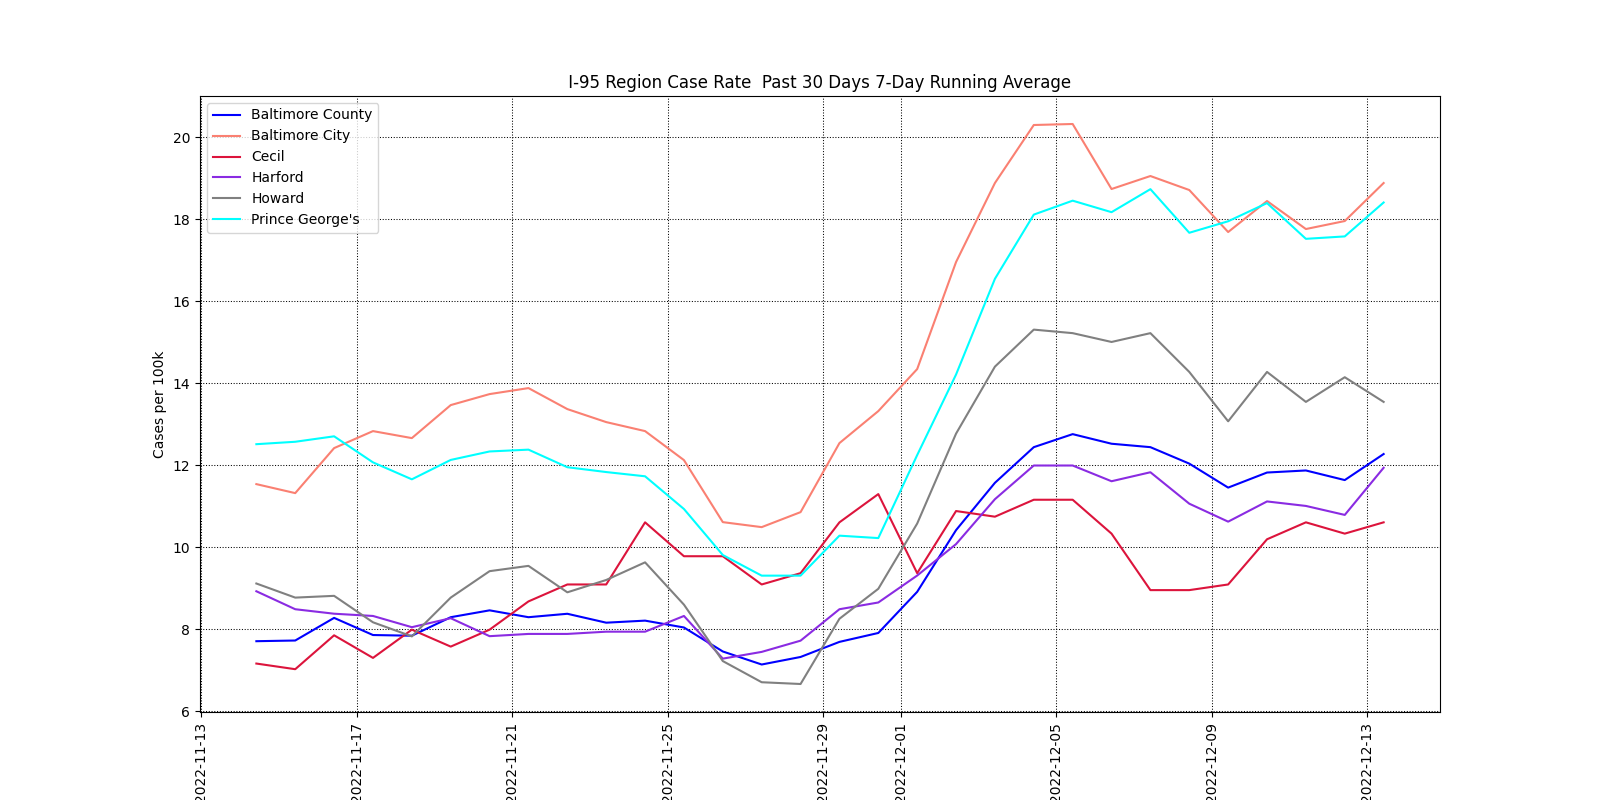 I-95 Region Case Rate  Past 30 Days 7-Day Running Average
Baltimore County
Baltimore City
Cecil
Harford
Howard
Prince George's
Cases per 100k
20
18
16
14
12
10
8
6
2022-11-13
2022-11-17
2022-11-21
2022-11-25
2022-11-29
2022-12-01
2022-12-05
2022-12-09
2022-12-13